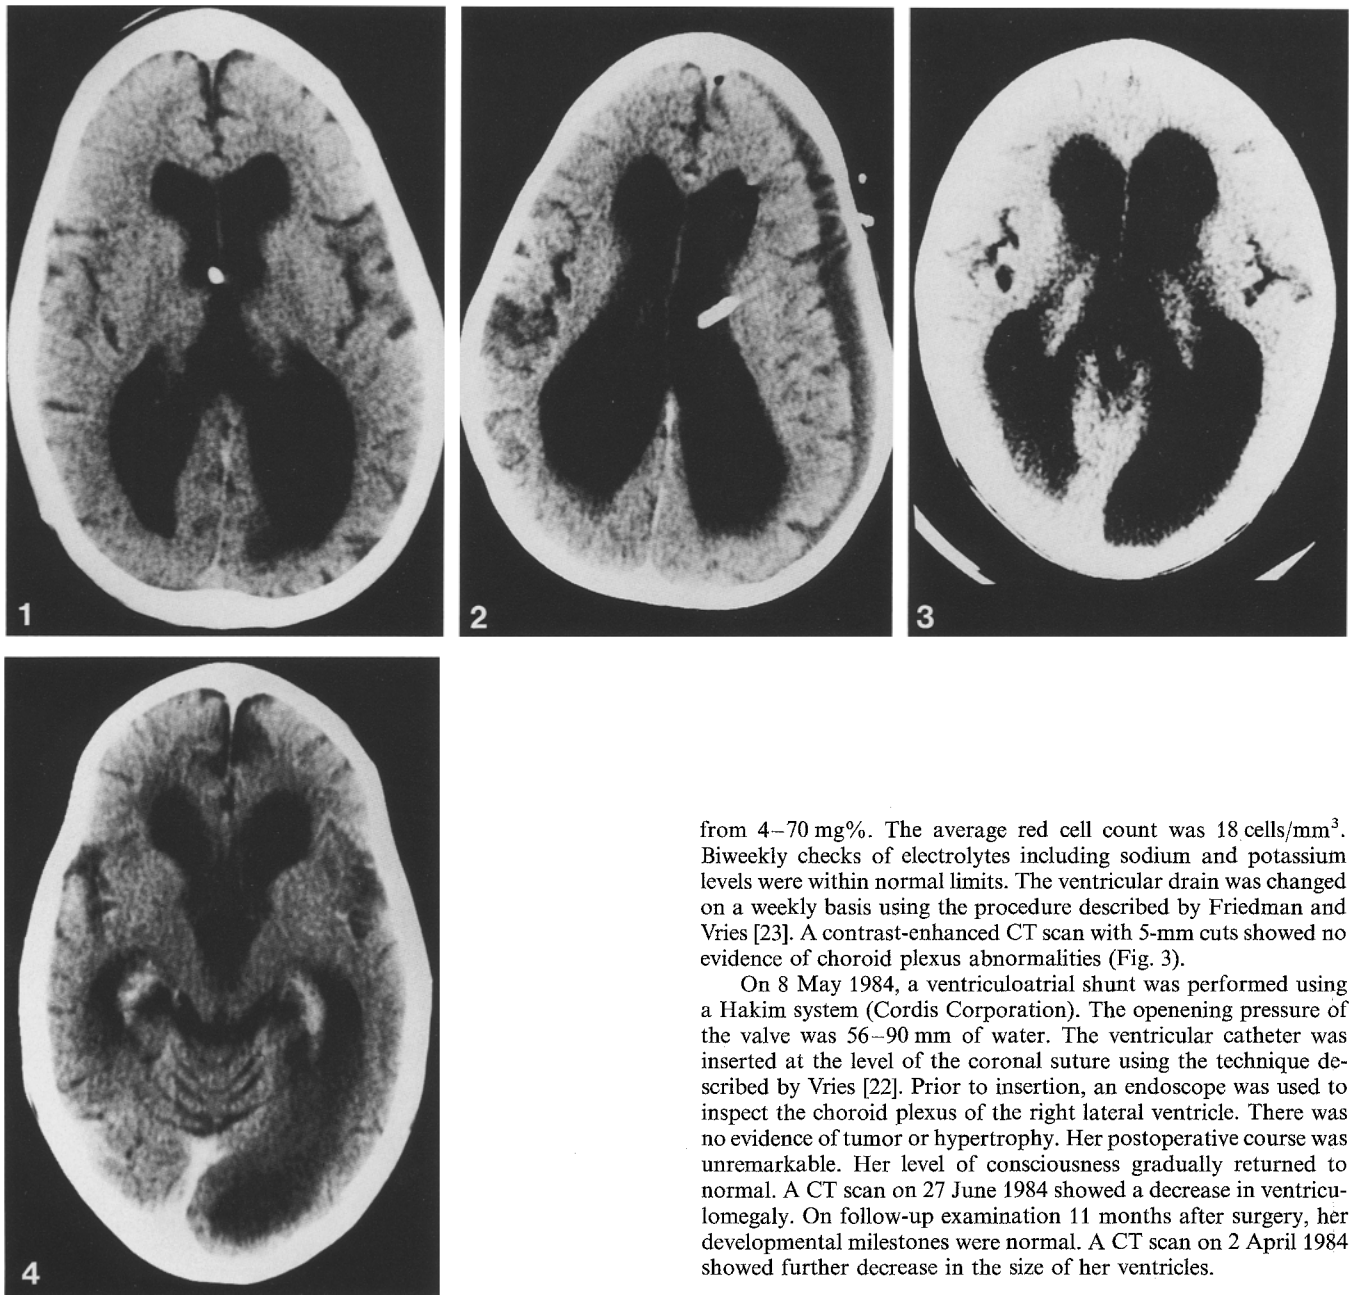 1
2
3
4
from 4–70 mg%. The average red cell count was 18 cells/mm³.
Biweekly checks of electrolytes including sodium and potassium
levels were within normal limits. The ventricular drain was changed
on a weekly basis using the procedure described by Friedman and
Vries [23]. A contrast-enhanced CT scan with 5-mm cuts showed no
evidence of choroid plexus abnormalities (Fig. 3).
On 8 May 1984, a ventriculoatrial shunt was performed using
a Hakim system (Cordis Corporation). The openening pressure of
the valve was 56–90 mm of water. The ventricular catheter was
inserted at the level of the coronal suture using the technique de-
scribed by Vries [22]. Prior to insertion, an endoscope was used to
inspect the choroid plexus of the right lateral ventricle. There was
no evidence of tumor or hypertrophy. Her postoperative course was
unremarkable. Her level of consciousness gradually returned to
normal. A CT scan on 27 June 1984 showed a decrease in ventricu-
lomegaly. On follow-up examination 11 months after surgery, her
developmental milestones were normal. A CT scan on 2 April 1984
showed further decrease in the size of her ventricles.